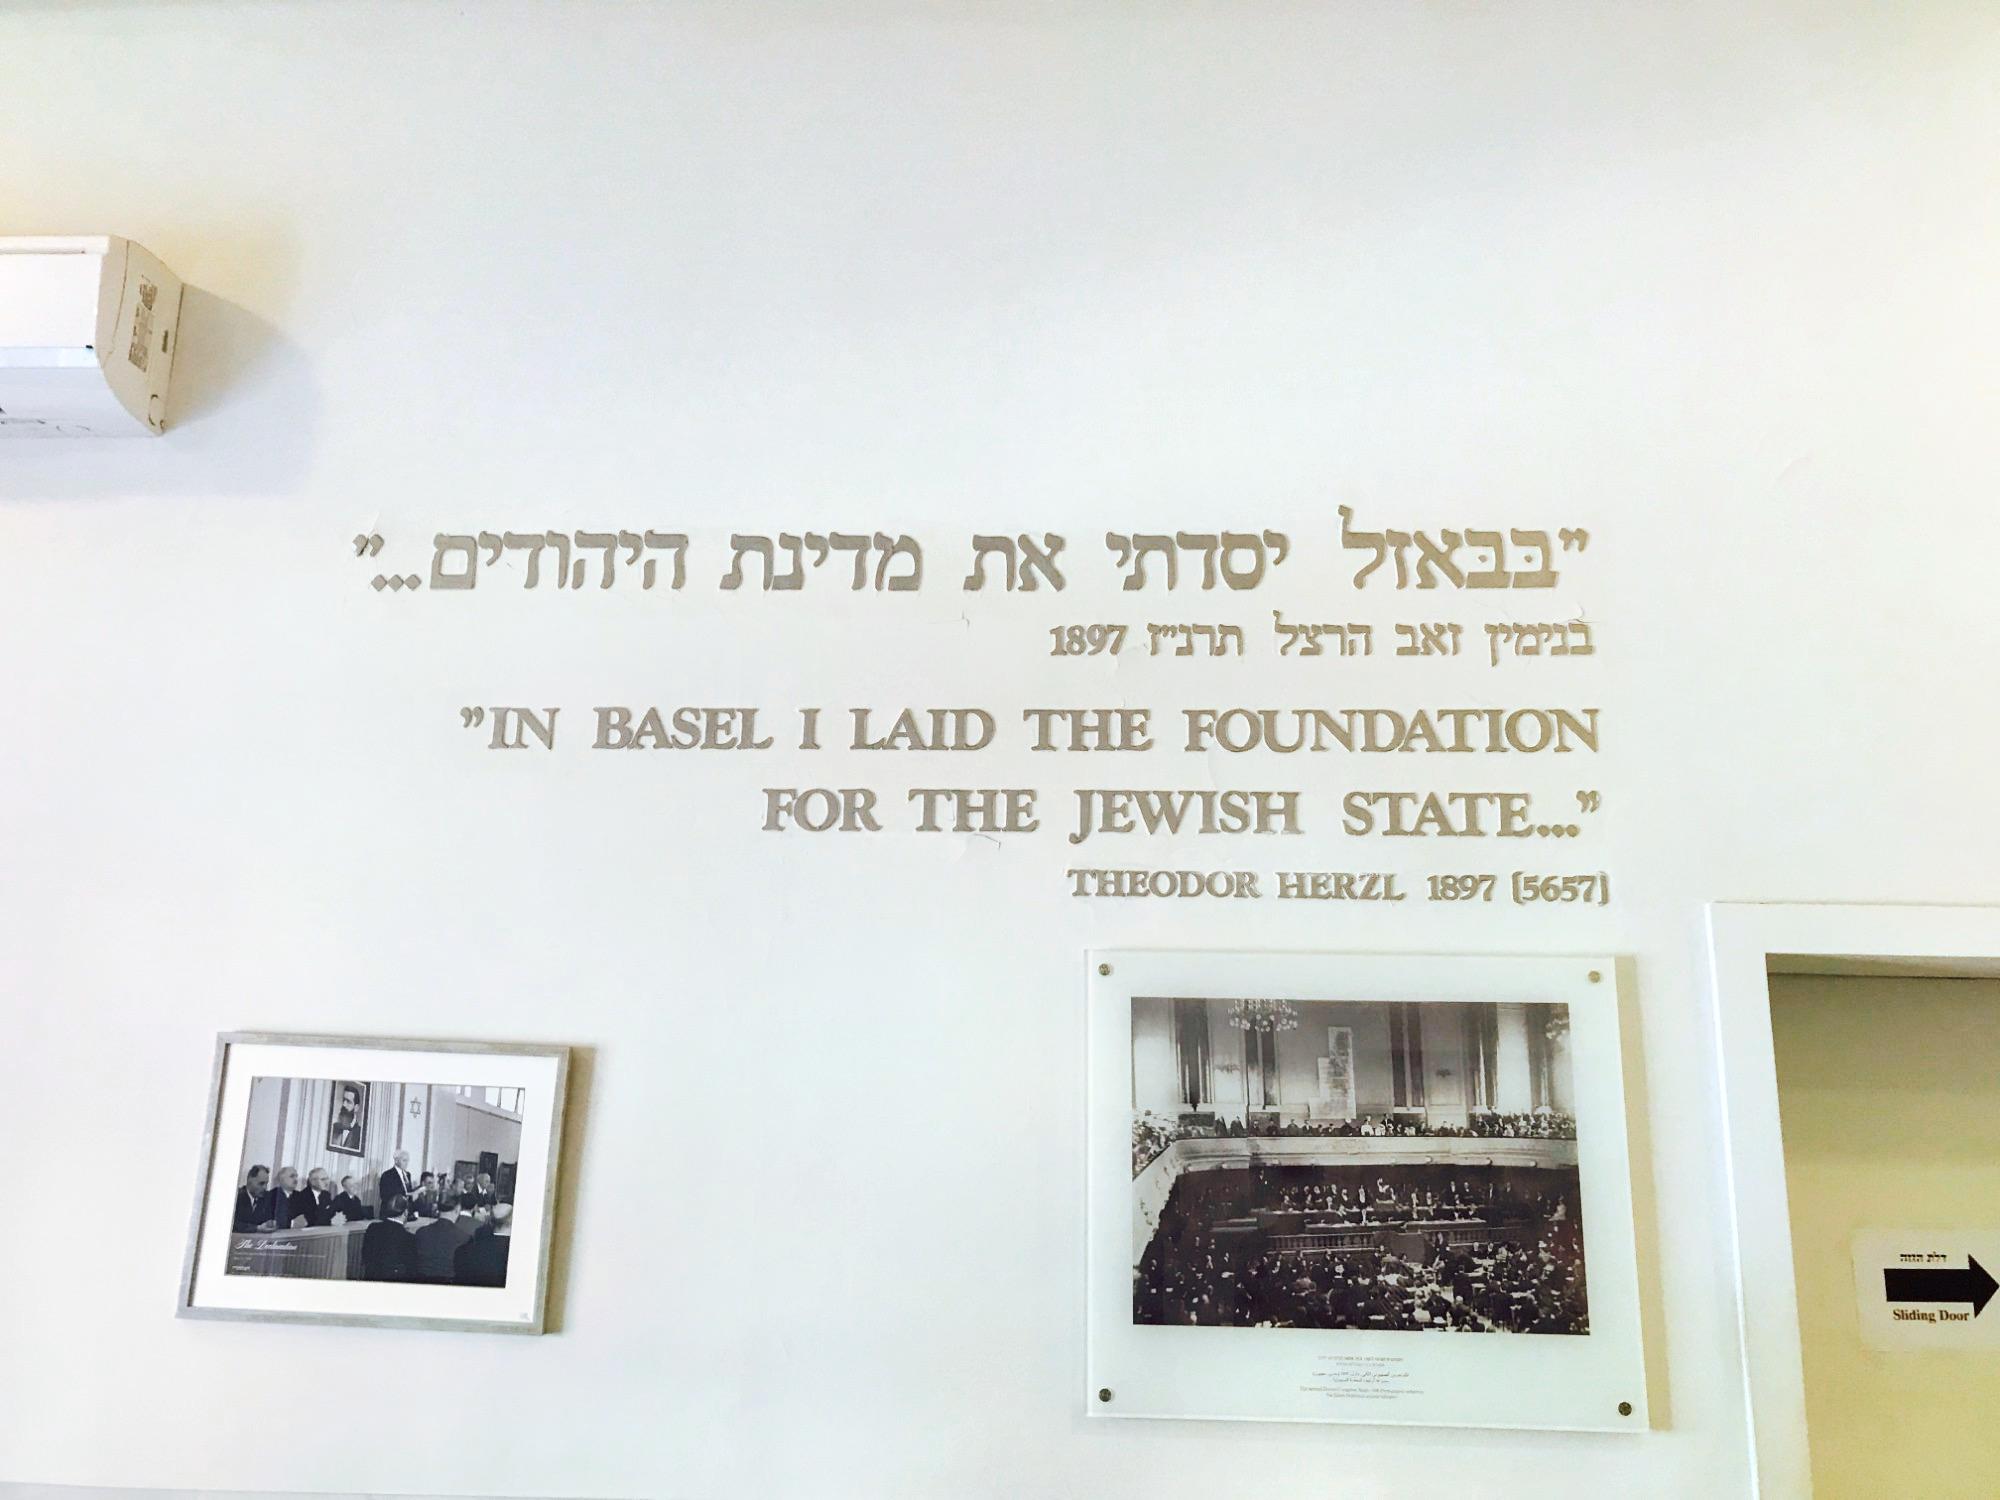 "בבאזל יסדתי את מדינת היהודים..."
בנימין זאב הרצל תרנ"ז 1897
"IN BASEL I LAID THE FOUNDATION
FOR THE JEWISH STATE..."
THEODOR HERZL 1897 (5657)
The Declaration
דלת הזזה
Sliding Door